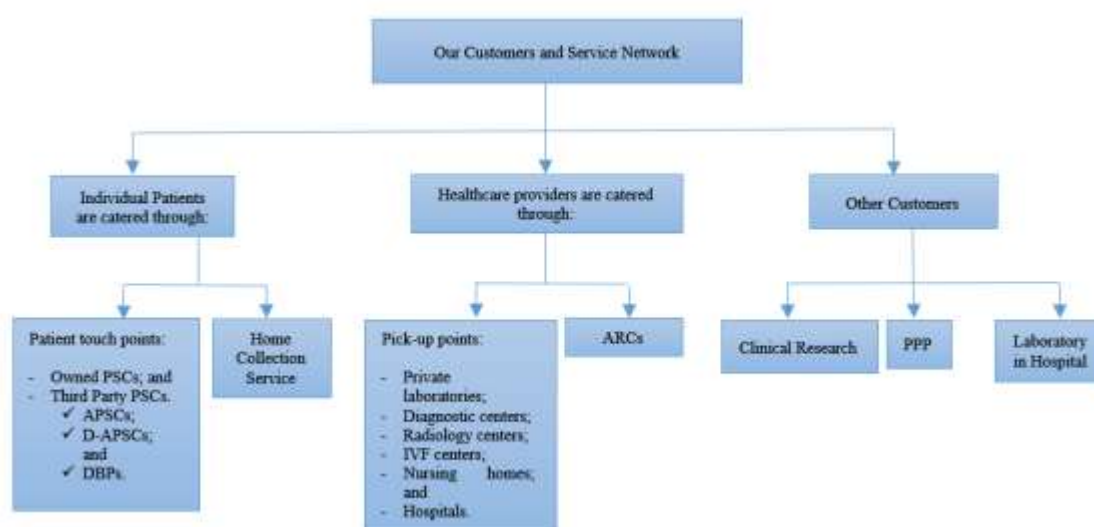 Our Customers and Service Network
Individual Patients
are catered through:
Healthcare providers are catered
through:
Other Customers
Patient touch points:
- Owned PSCs; and
- Third Party PSCs.
✓ APSCs;
✓ D-APSCs;
and
✓ DBPs.
Home
Collection
Service
Pick-up points:
- Private
laboratories;
- Diagnostic centers;
- Radiology centers;
- IVF centers;
- Nursing homes;
and
- Hospitals.
ARCs
Clinical Research
PPP
Laboratory
in Hospital